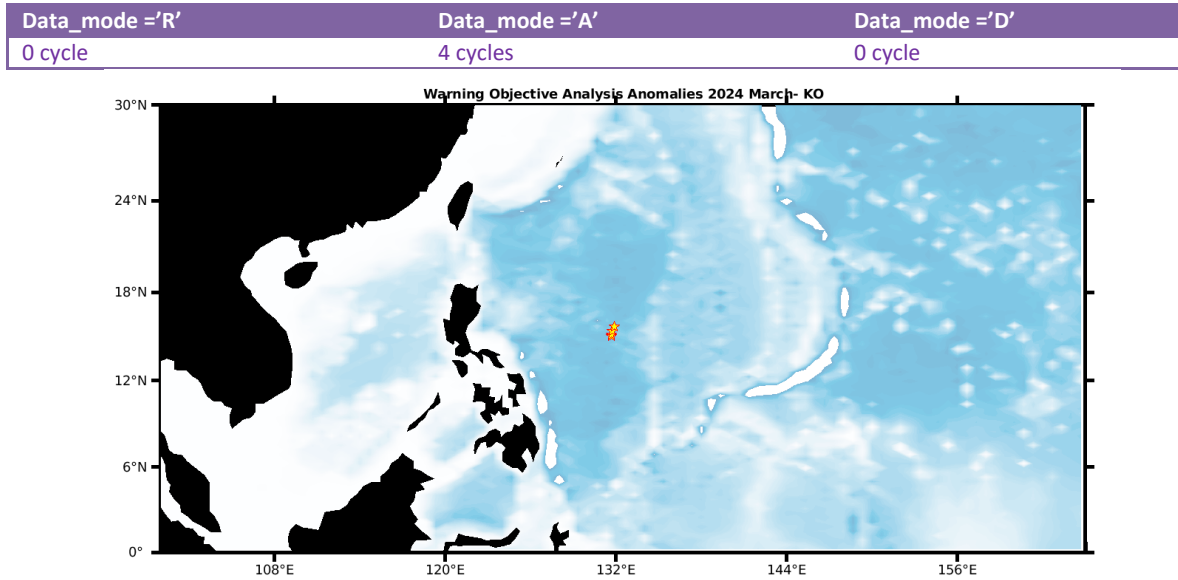 Data_mode =’R’ Data_mode =’A’ Data_mode =’D’
0 cycle 4 cycles 0 cycle
Warning Objective Analysis Anomalies 2024 March- KO
30°N
24°N
18°N
12°N
6°N
0°
108°E 120°E 132°E 144°E 156°E